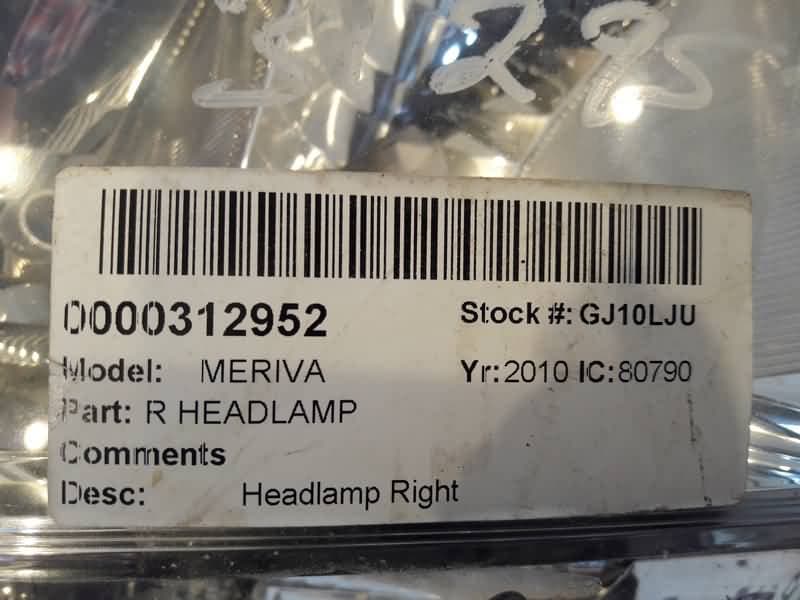 0000312952 Stock #: GJ10LJU
Model: MERIVA Yr: 2010 IC: 80790
Part: R HEADLAMP
Comments
Desc: Headlamp Right